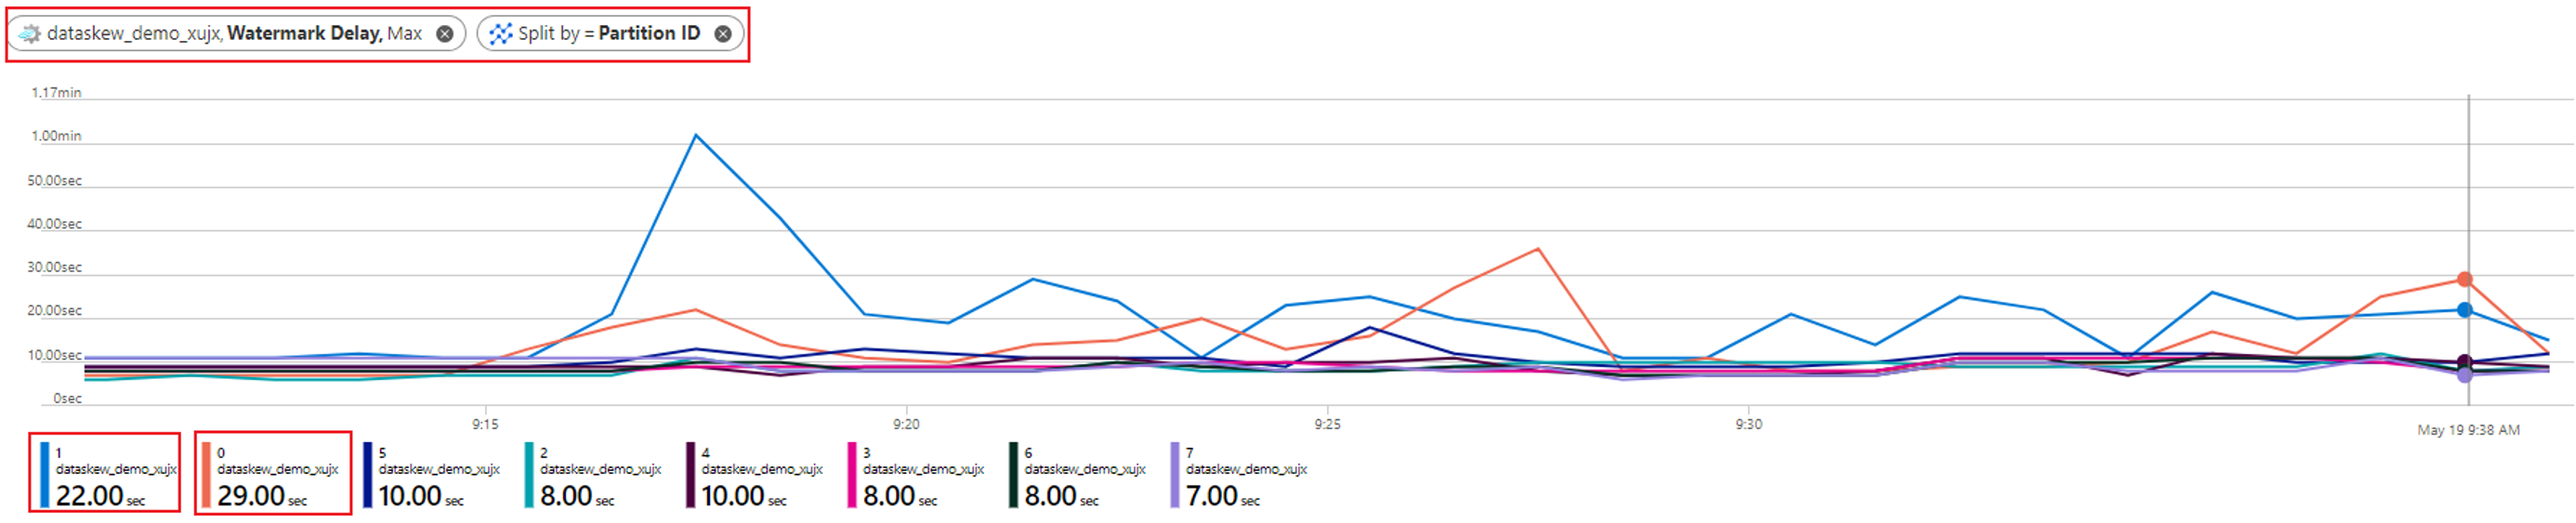 dataskew_demo_xujx, Watermark Delay, Max Split by = Partition ID
1.17min
1.00min
50.00sec
40.00sec
30.00sec
20.00sec
10.00sec
0sec
9:15 9:20 9:25 9:30 May 19 9:38 AM
1 0 5 2 4 3 6 7
dataskew_demo_xujx dataskew_demo_xujx dataskew_demo_xujx dataskew_demo_xujx dataskew_demo_xujx dataskew_demo_xujx dataskew_demo_xujx dataskew_demo_xujx
22.00 sec 29.00 sec 10.00 sec 8.00 sec 10.00 sec 8.00 sec 8.00 sec 7.00 sec